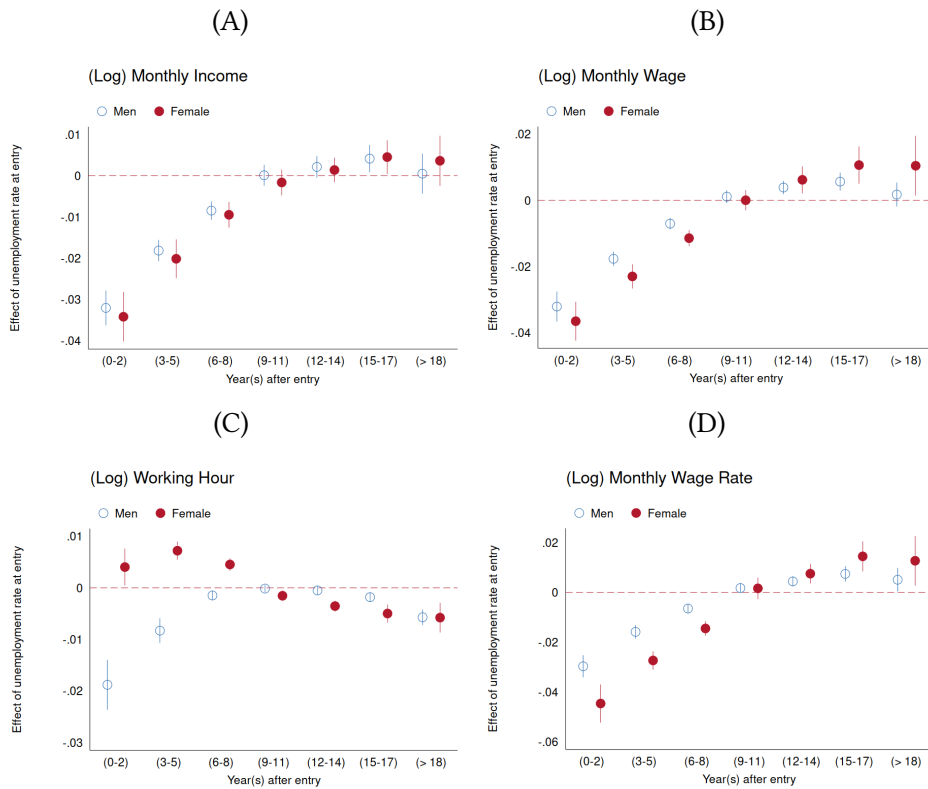 (A)
(Log) Monthly Income
Men Female
Effect of unemployment rate at entry
.01
0
-.01
-.02
-.03
-.04
(0-2) (3-5) (6-8) (9-11) (12-14) (15-17) (> 18)
Year(s) after entry
(B)
(Log) Monthly Wage
Men Female
Effect of unemployment rate at entry
.02
0
-.02
-.04
(0-2) (3-5) (6-8) (9-11) (12-14) (15-17) (> 18)
Year(s) after entry
(C)
(Log) Working Hour
Men Female
Effect of unemployment rate at entry
.01
0
-.01
-.02
-.03
(0-2) (3-5) (6-8) (9-11) (12-14) (15-17) (> 18)
Year(s) after entry
(D)
(Log) Monthly Wage Rate
Men Female
Effect of unemployment rate at entry
.02
0
-.02
-.04
-.06
(0-2) (3-5) (6-8) (9-11) (12-14) (15-17) (> 18)
Year(s) after entry